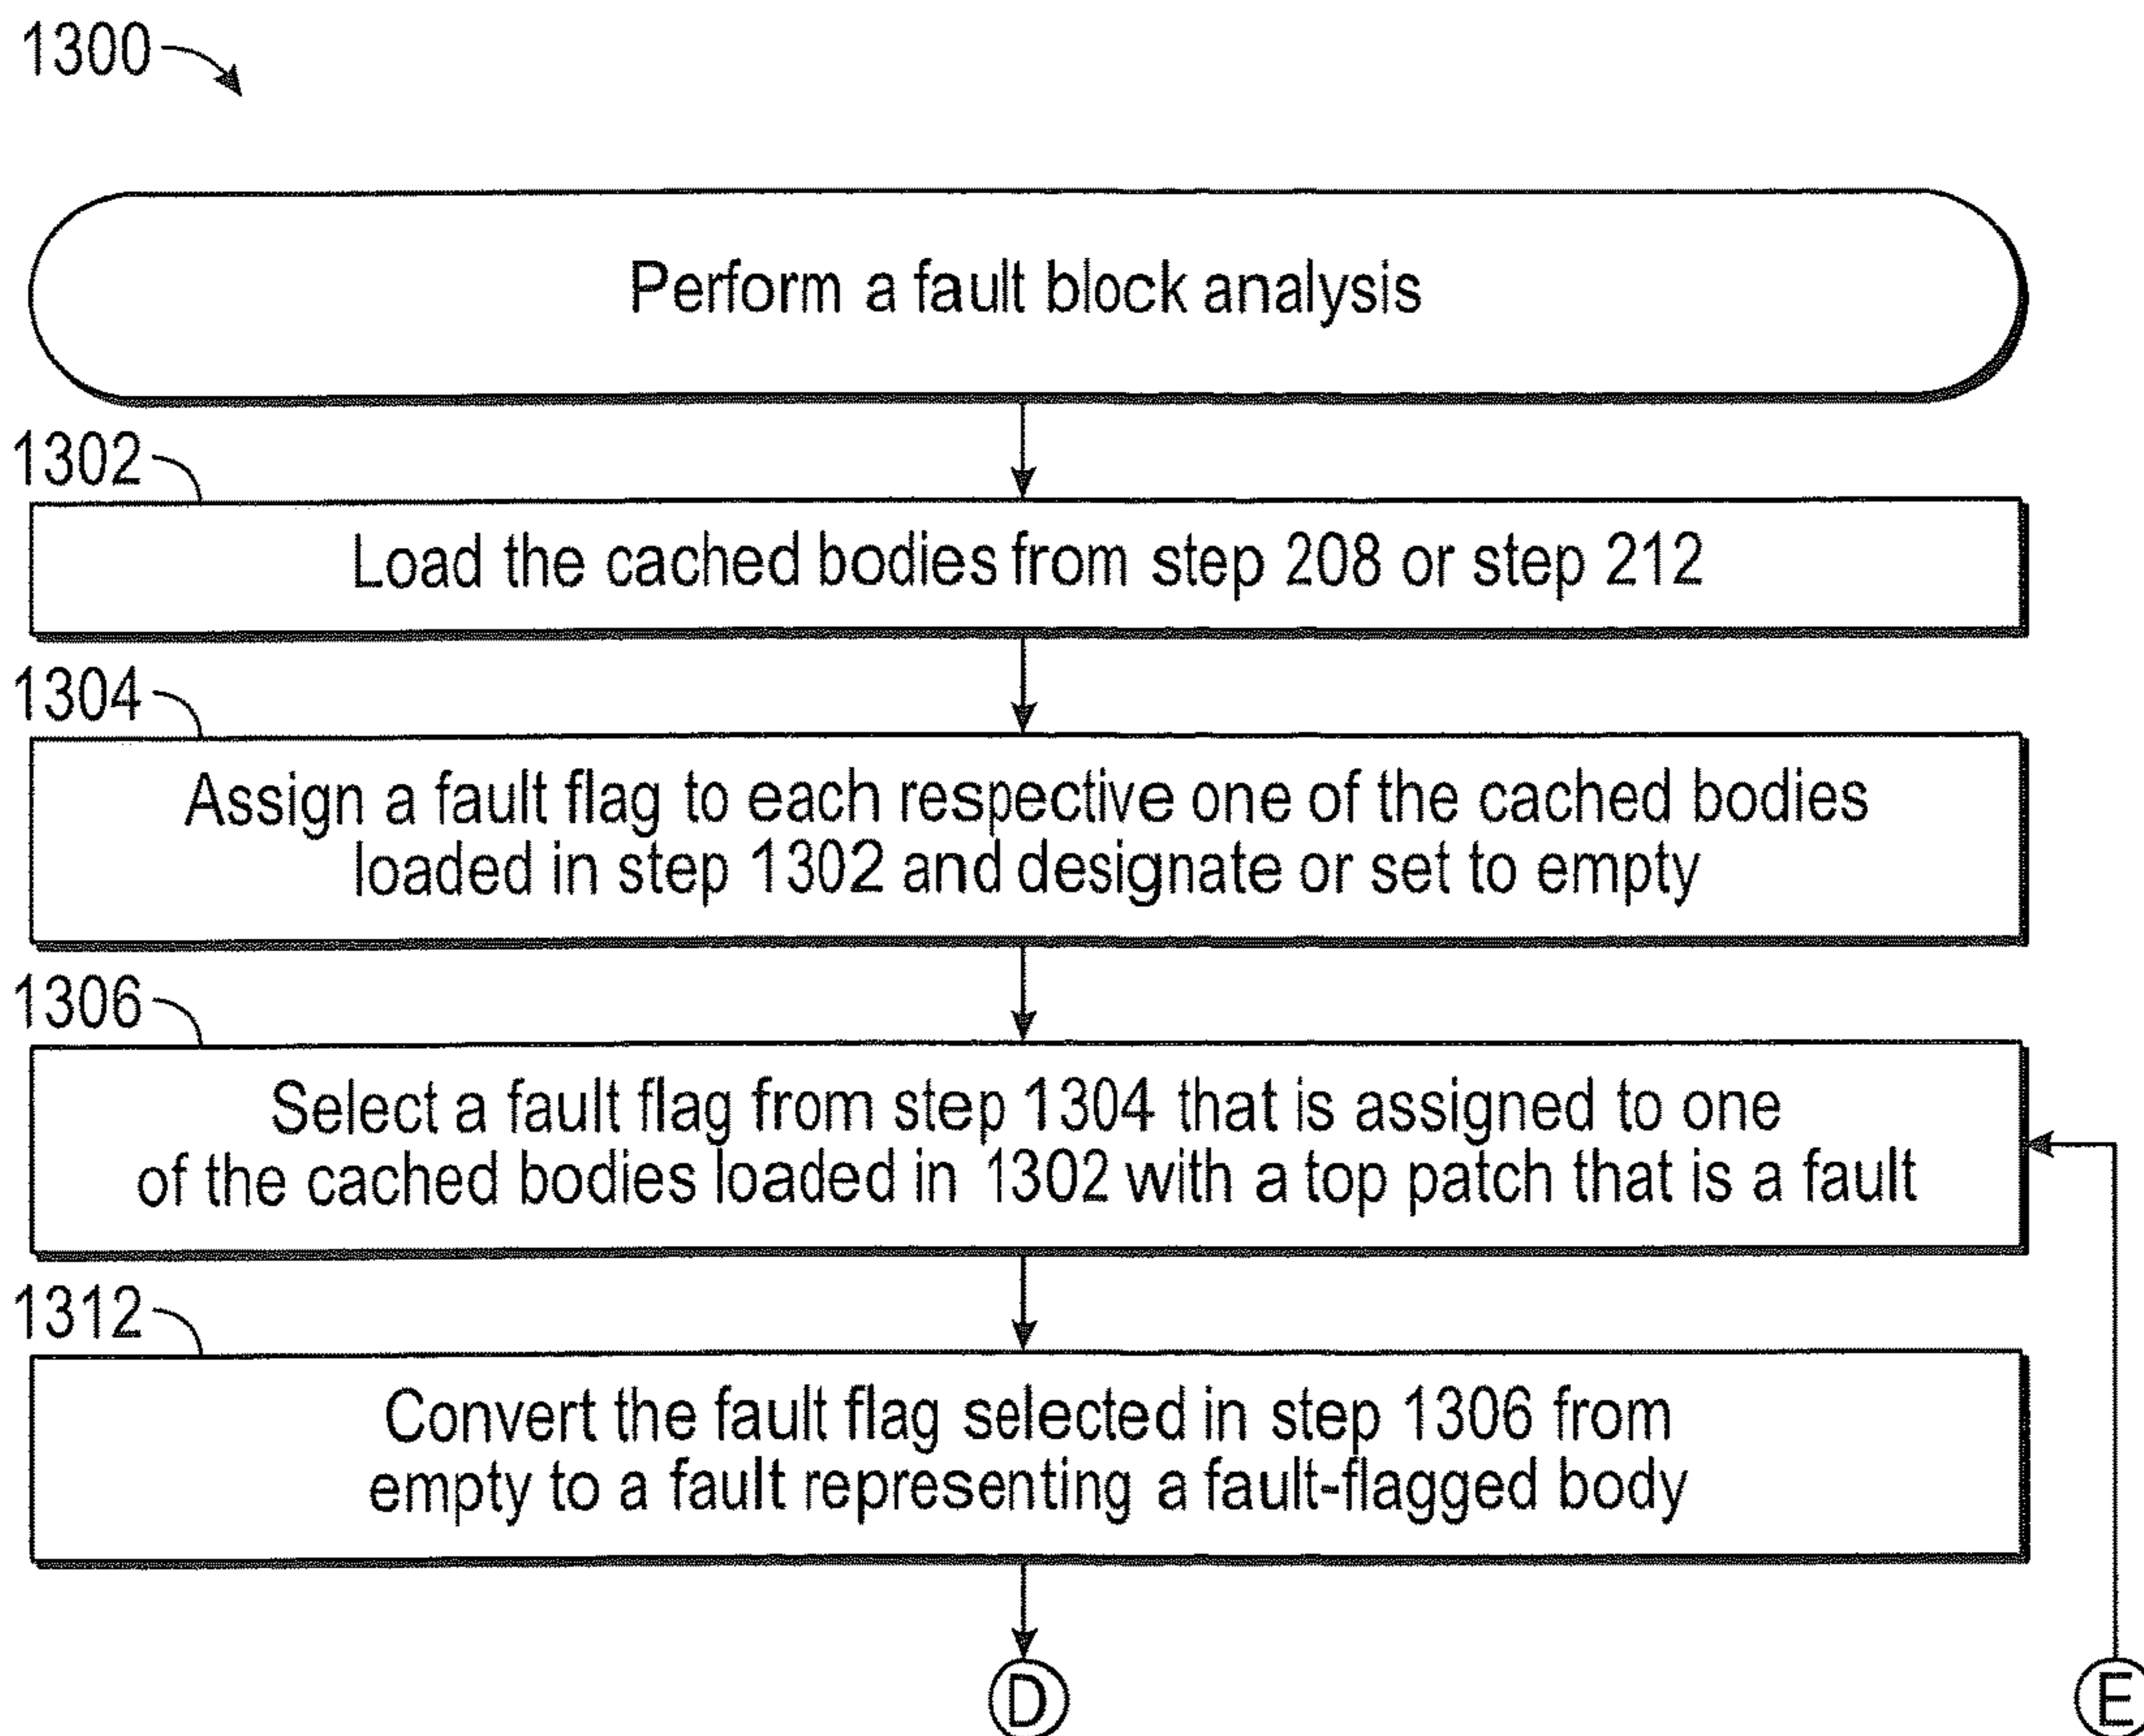 1300
Perform a fault block analysis
1302
Load the cached bodies from step 208 or step 212
1304
Assign a fault flag to each respective one of the cached bodies
loaded in step 1302 and designate or set to empty
1306
Select a fault flag from step 1304 that is assigned to one
of the cached bodies loaded in 1302 with a top patch that is a fault
1312
Convert the fault flag selected in step 1306 from
empty to a fault representing a fault-flagged body
D
E